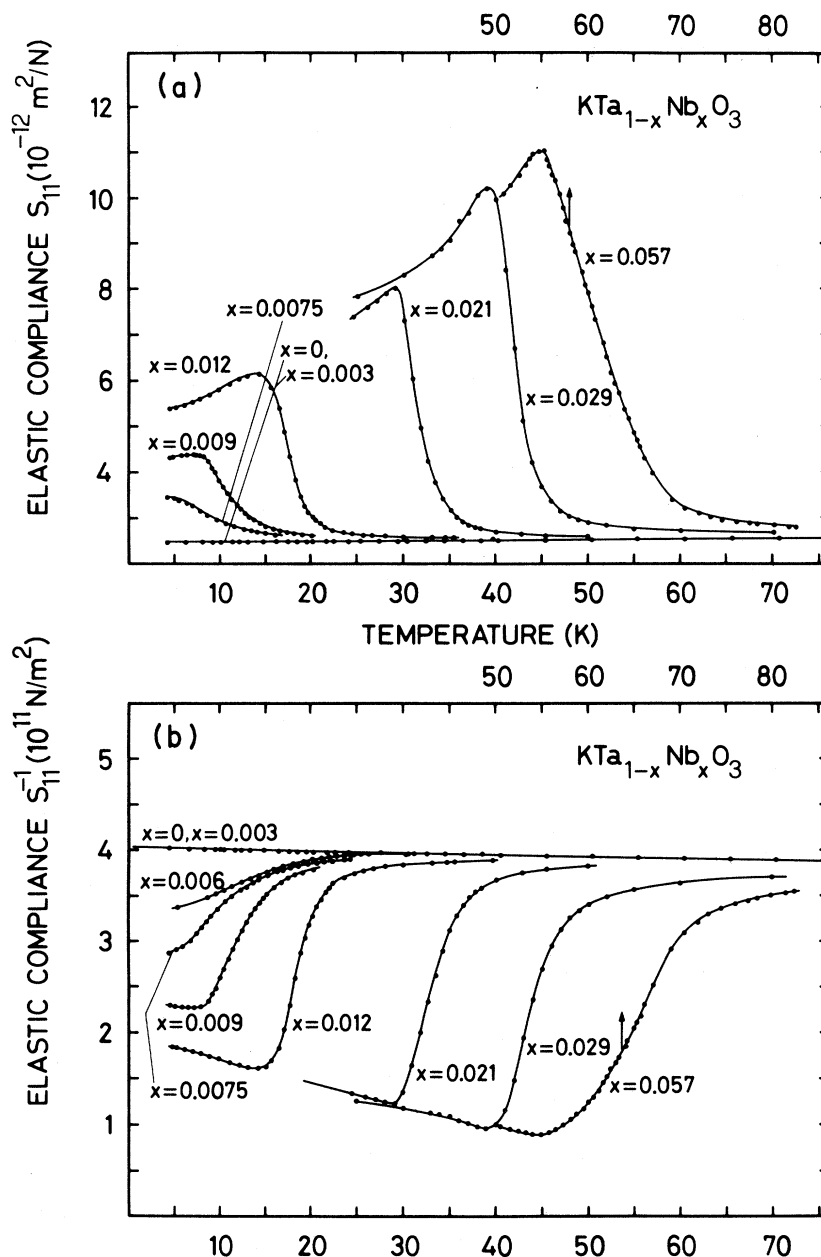 50 60 70 80
(a)
KTa₁₋ₓNbₓO₃
ELASTIC COMPLIANCE S₁₁(10⁻¹² m²/N)
12
10
8
6
4
x=0.057
x=0.0075
x=0.021
x=0,
x=0.003
x=0.012
x=0.029
x=0.009
10 20 30 40 50 60 70
TEMPERATURE (K)
50 60 70 80
(b)
KTa₁₋ₓNbₓO₃
ELASTIC COMPLIANCE S₁₁⁻¹(10¹¹ N/m²)
5
4
3
2
1
x=0,x=0.003
x=0.006
x=0.009
x=0.012
x=0.029
x=0.021
x=0.057
x=0.0075
10 20 30 40 50 60 70